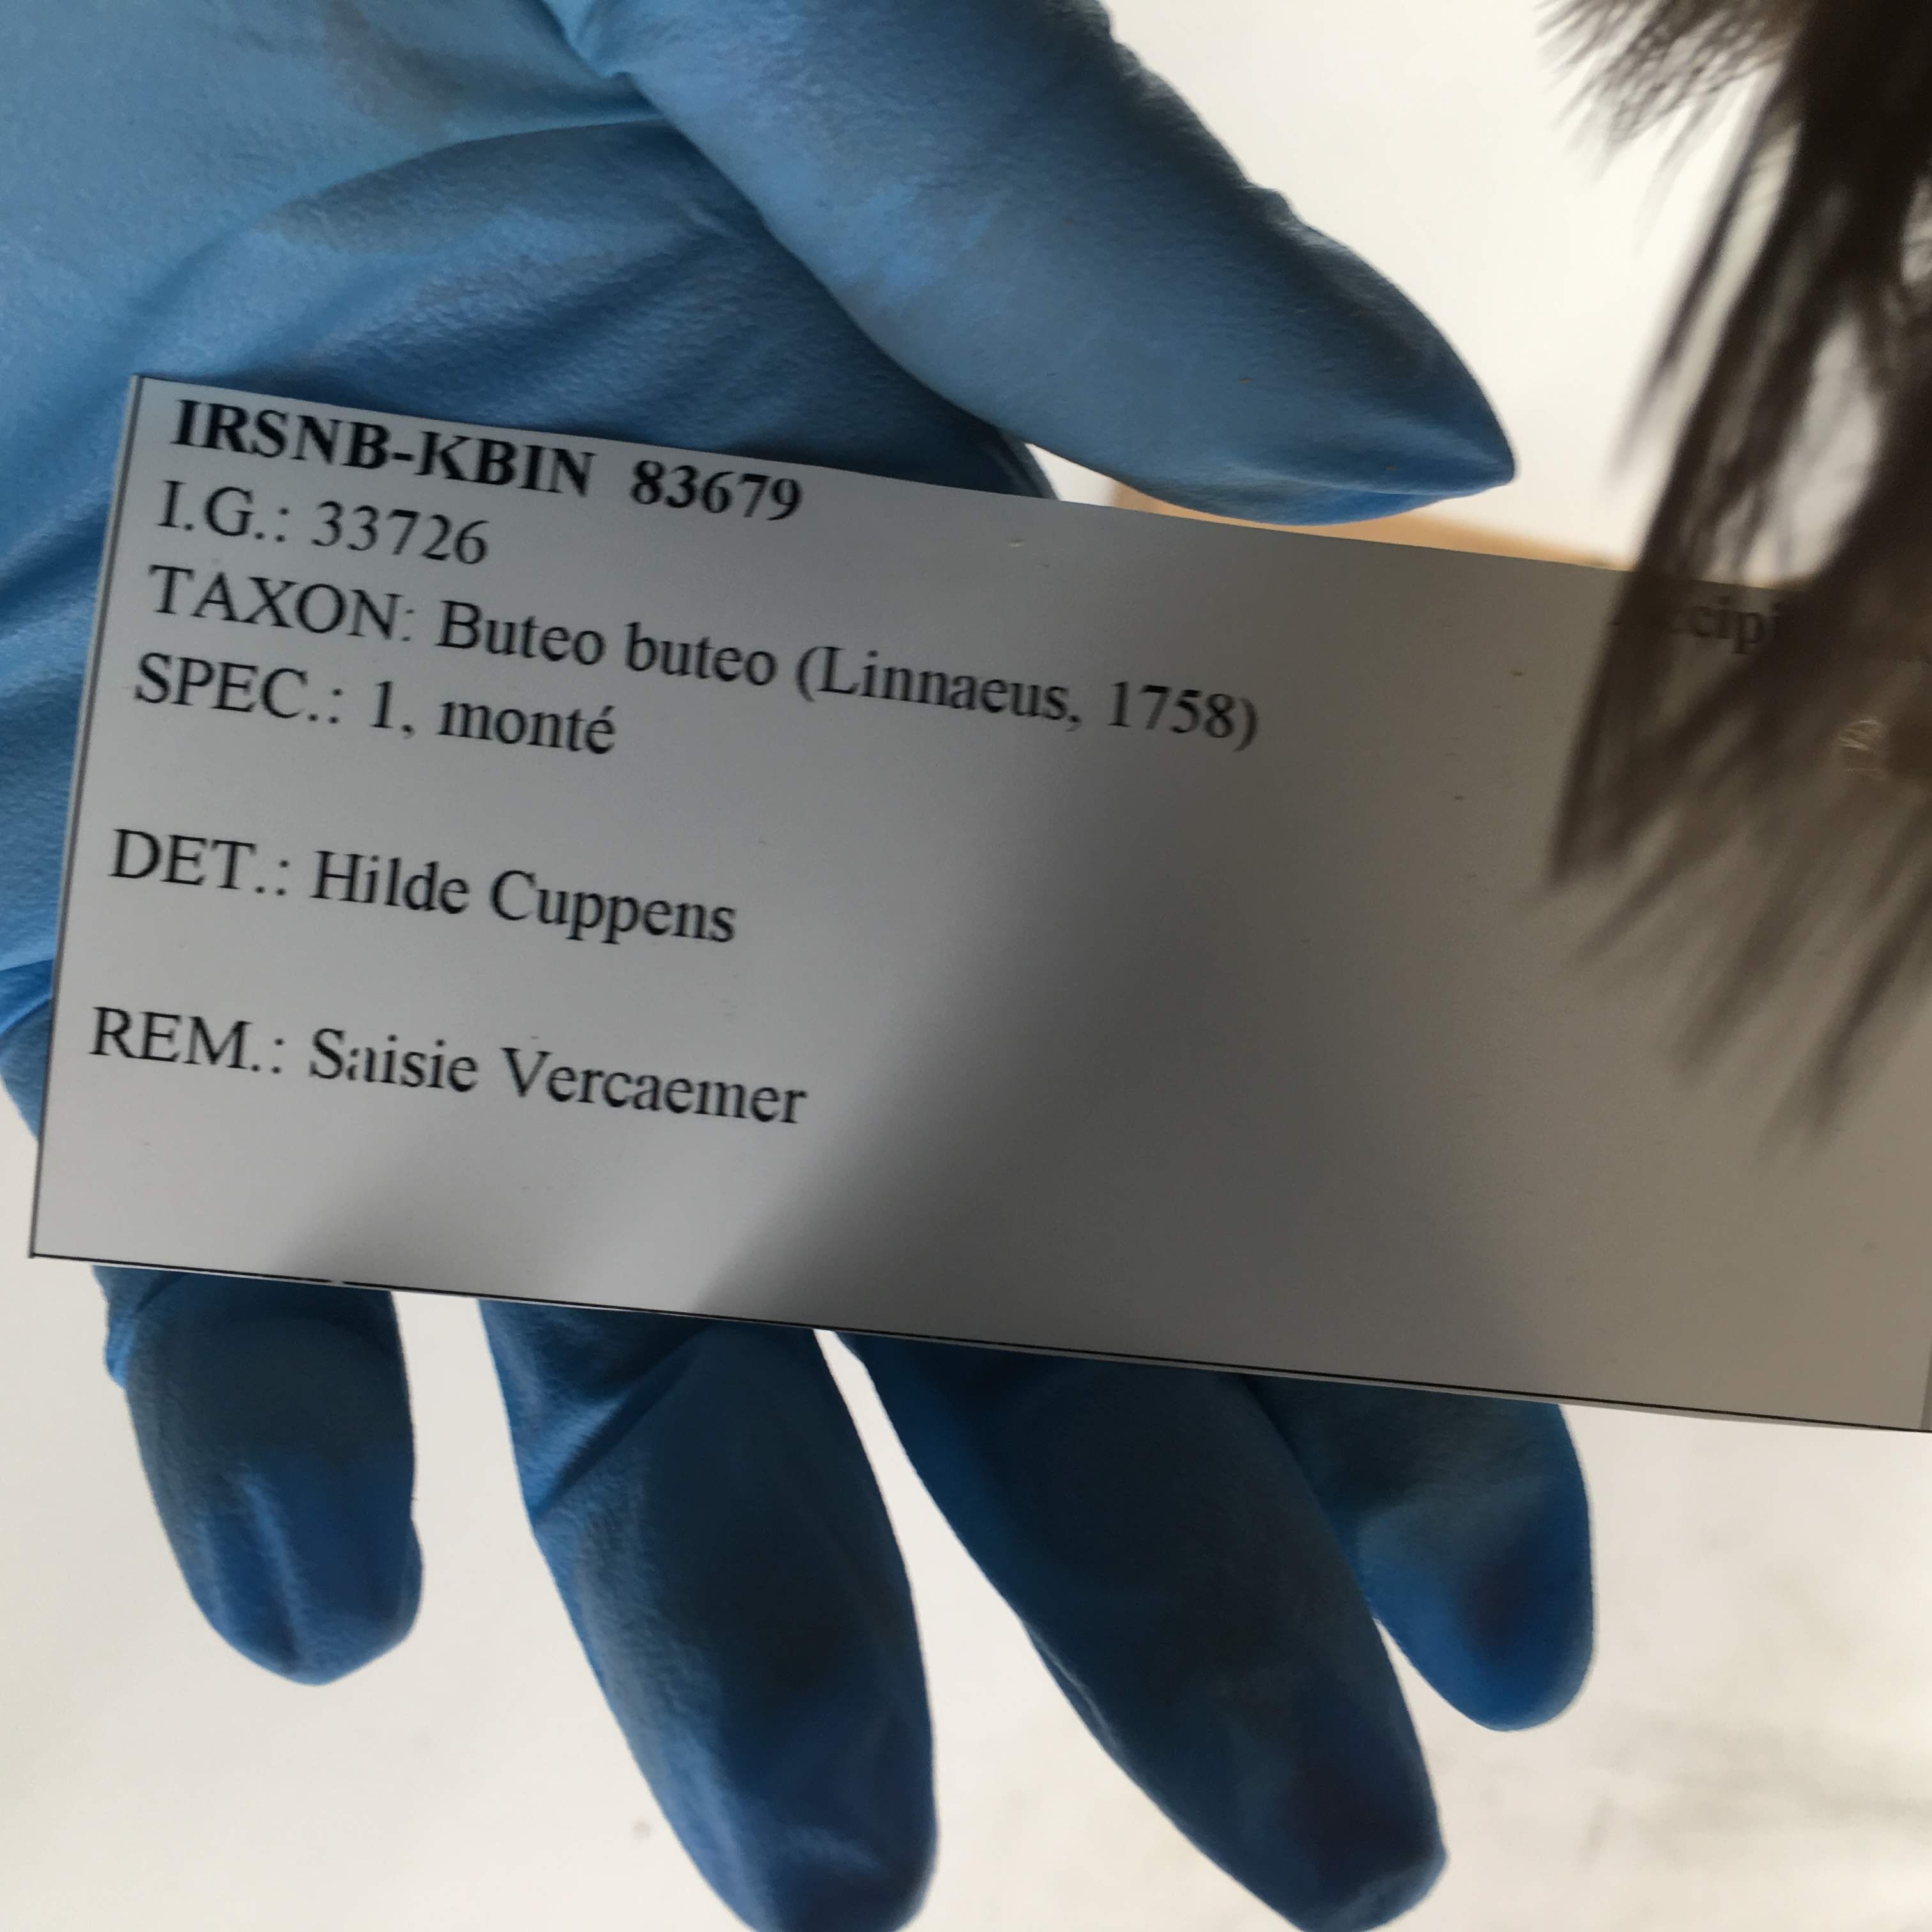 IRSNB-KBIN 83679
I.G.: 33726
TAXON: Buteo buteo (Linnaeus, 1758)
SPEC.: 1, monté
DET.: Hilde Cuppens
REM.: Saisie Vercaemer